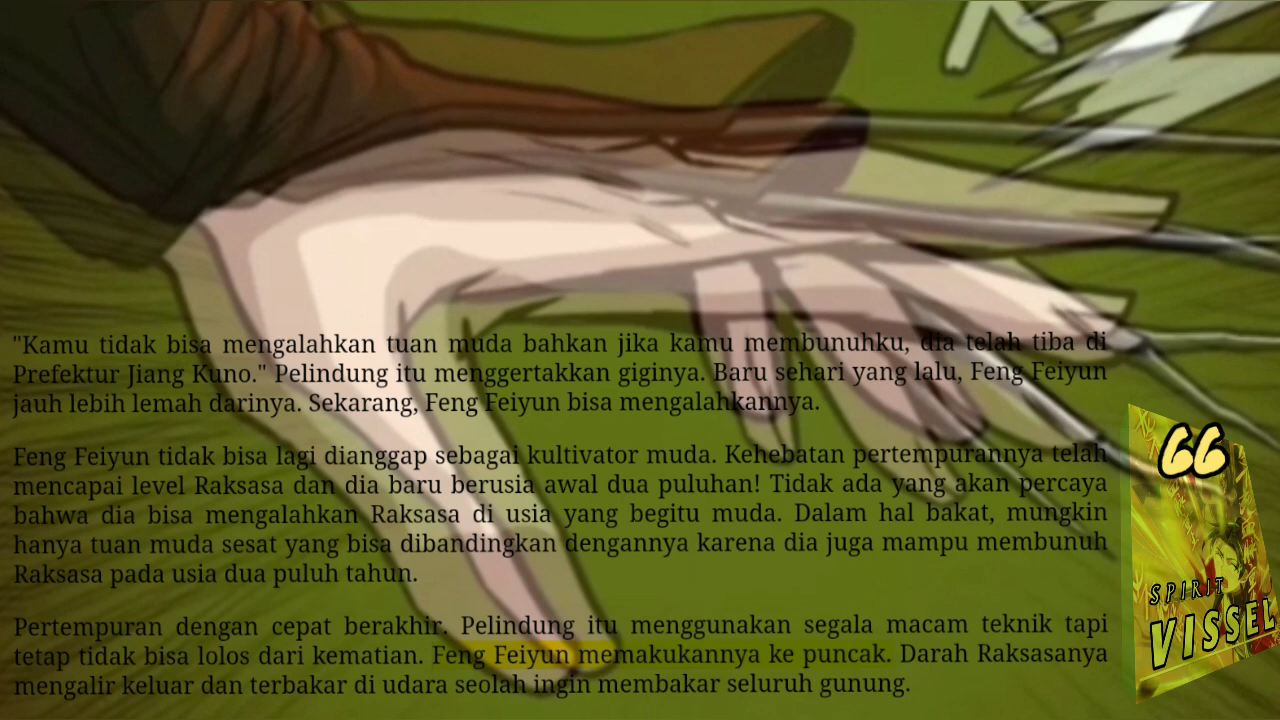 "Kamu tidak bisa mengalahkan tuan muda bahkan jika kamu membunuhku, dia telah tiba di
Prefektur Jiang Kuno." Pelindung itu menggertakkan giginya. Baru sehari yang lalu, Feng Feiyun
jauh lebih lemah darinya. Sekarang, Feng Feiyun bisa mengalahkannya.
Feng Feiyun tidak bisa lagi dianggap sebagai kultivator muda. Kehebatan pertempurannya telah
mencapai level Raksasa dan dia baru berusia awal dua puluhan! Tidak ada yang akan percaya
bahwa dia bisa mengalahkan Raksasa di usia yang begitu muda. Dalam hal bakat, mungkin
hanya tuan muda sesat yang bisa dibandingkan dengannya karena dia juga mampu membunuh
Raksasa pada usia dua puluh tahun.
Pertempuran dengan cepat berakhir. Pelindung itu menggunakan segala macam teknik tapi
tetap tidak bisa lolos dari kematian. Feng Feiyun memakukannya ke puncak. Darah Raksasanya
mengalir keluar dan terbakar di udara seolah ingin membakar seluruh gunung.
66
SPIRIT
VISSEL